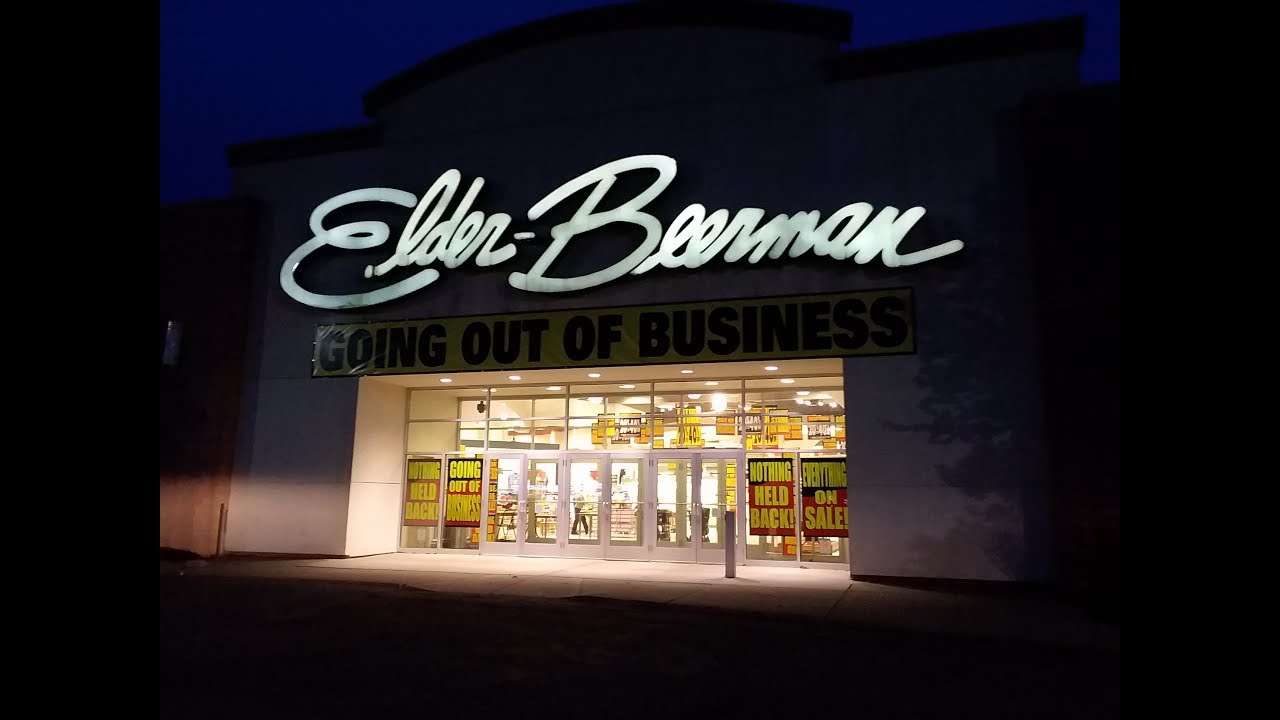 Elder-Beerman
GOING OUT OF BUSINESS
NOTHING
HELD
BACK!
GOING
OUT OF
BUSINESS
NOTHING
HELD
BACK!
EVERYTHING
ON
SALE!